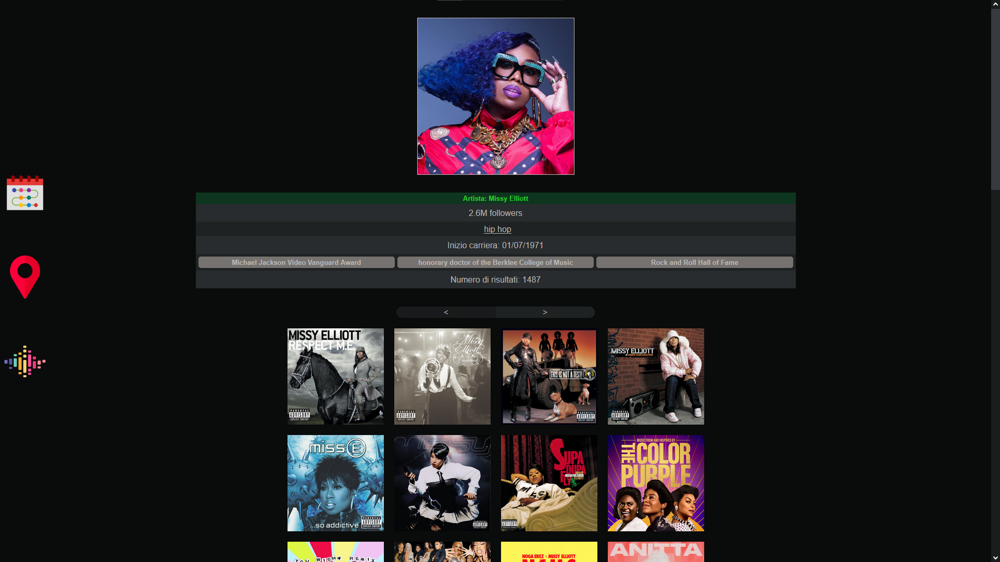 Artista: Missy Elliott
2.6M followers
hip hop
Inizio carriera: 01/07/1971
Michael Jackson Video Vanguard Award
honorary doctor of the Berklee College of Music
Rock and Roll Hall of Fame
Numero di risultati: 1487
<
>
MISSY ELLIOTT
RESPECT M.E.
PARENTAL
ADVISORY
EXPLICIT CONTENT
Missy
Elliott
The
Cookbook
PARENTAL
ADVISORY
EXPLICIT CONTENT
MISSY ELLIOTT
THIS IS NOT A TEST!
PARENTAL
ADVISORY
EXPLICIT CONTENT
MISSY ELLIOTT
//UNDER CONSTRUCTION
PARENTAL
ADVISORY
EXPLICIT CONTENT
miss E
...so addictive
PARENTAL
ADVISORY
EXPLICIT CONTENT
missy
PARENTAL
ADVISORY
EXPLICIT CONTENT
SUPA
DUPA
FLY
MISSY
MISDEMEANOR
ELLIOTT
PARENTAL
ADVISORY
EXPLICIT LYRICS
MUSIC FROM AND INSPIRED BY
THE COLOR
PURPLE
YOU WISH REMIX
NOGA EREZ × MISSY ELLIOTT
ANITTA